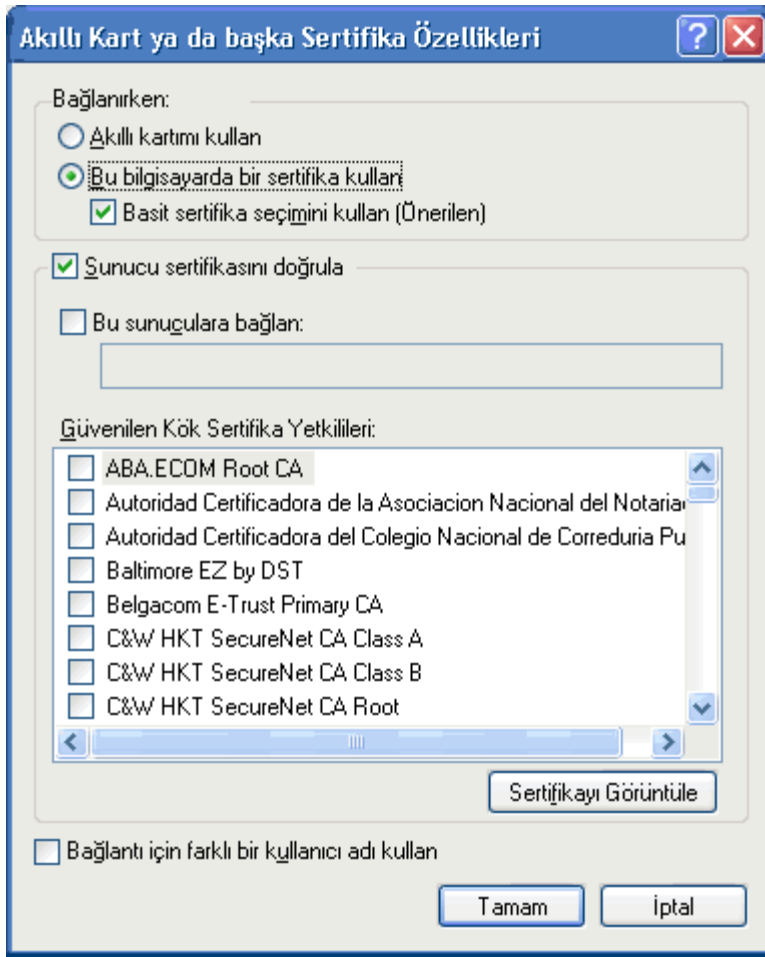 Akıllı Kart ya da başka Sertifika Özellikleri
Bağlanırken:
Akıllı kartımı kullan
Bu bilgisayarda bir sertifika kullan
Basit sertifika seçimini kullan (Önerilen)
Sunucu sertifikasını doğrula
Bu sunuculara bağlan:
Güvenilen Kök Sertifika Yetkilileri:
ABA.ECOM Root CA
Autoridad Certificadora de la Asociacion Nacional del Notaria
Autoridad Certificadora del Colegio Nacional de Correduria Pu
Baltimore EZ by DST
Belgacom E-Trust Primary CA
C&W HKT SecureNet CA Class A
C&W HKT SecureNet CA Class B
C&W HKT SecureNet CA Root
Sertifikayı Görüntüle
Bağlantı için farklı bir kullanıcı adı kullan
Tamam İptal